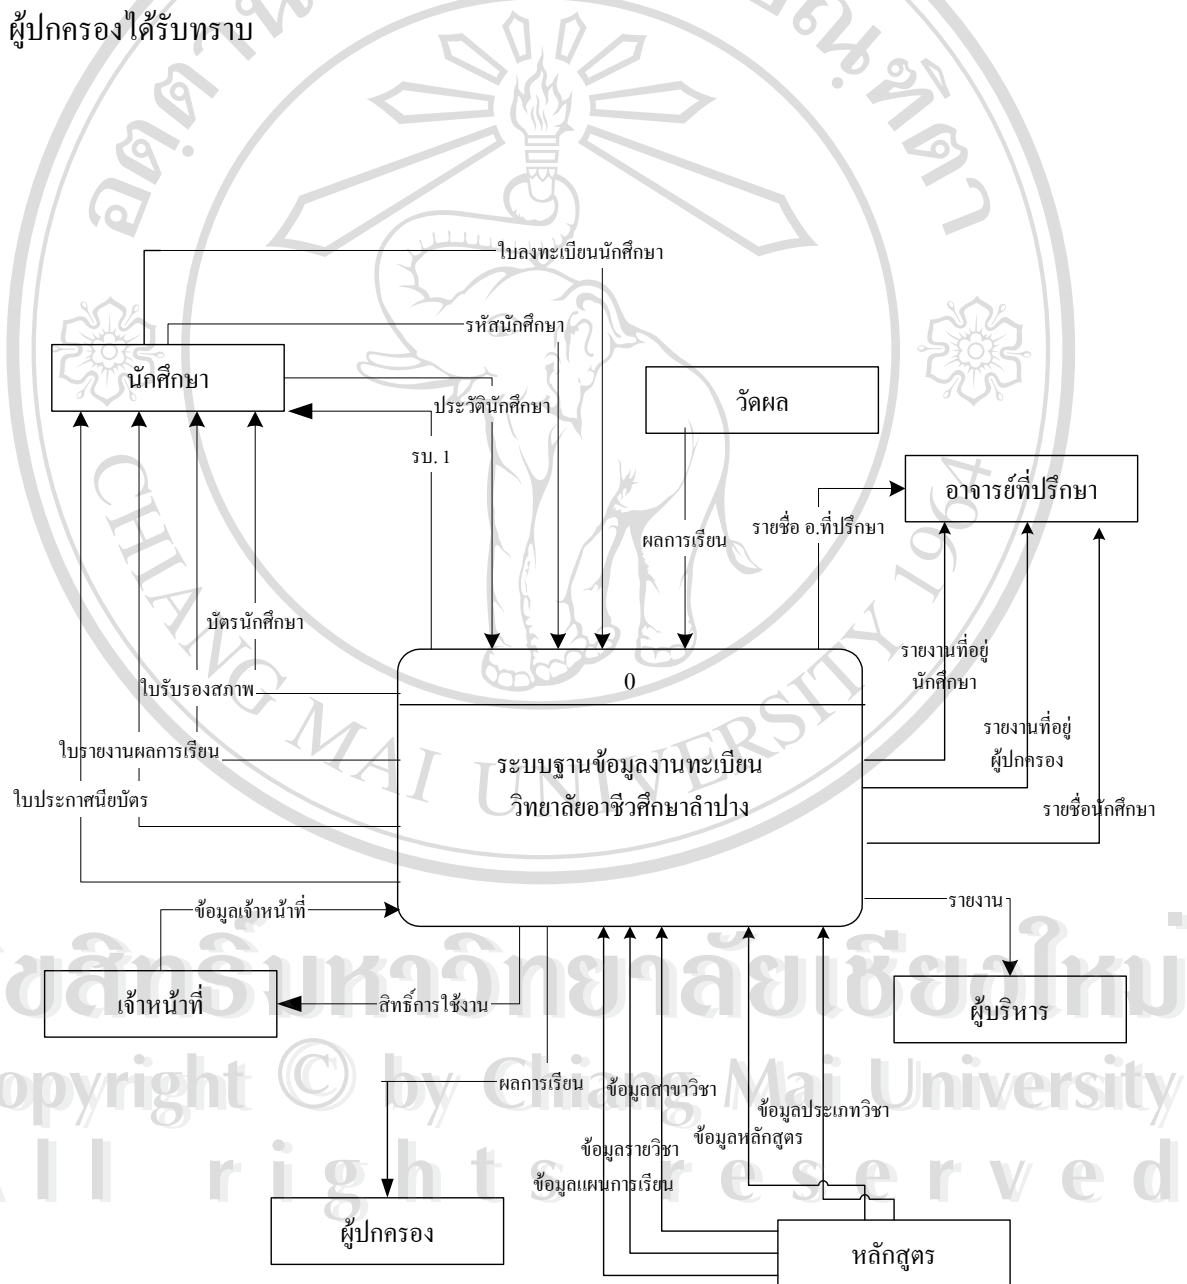 ผู้ปกครองได้รับทราบ
ใบลงทะเบียนนักศึกษา
รหัสนักศึกษา
นักศึกษา
ประวัตินักศึกษา
วัดผล
รบ. 1
อาจารย์ที่ปรึกษา
รายชื่อ อ.ที่ปรึกษา
ผลการเรียน
บัตรนักศึกษา
รายงานที่อยู่
นักศึกษา
0
ใบรับรองสภาพ
รายงานที่อยู่
ผู้ปกครอง
ใบรายงานผลการเรียน
ระบบฐานข้อมูลงานทะเบียน
วิทยาลัยอาชีวศึกษาลำปาง
ใบประกาศนียบัตร
รายชื่อนักศึกษา
ข้อมูลเจ้าหน้าที่
รายงาน
เจ้าหน้าที่
สิทธิ์การใช้งาน
ผู้บริหาร
ผลการเรียน
ข้อมูลสาขาวิชา
ข้อมูลประเภทวิชา
ข้อมูลหลักสูตร
ข้อมูลรายวิชา
ข้อมูลแผนการเรียน
ผู้ปกครอง
หลักสูตร
CHIANG MAI UNIVERSITY 1964
มหาวิทยาลัยเชียงใหม่
opyright © by Chiang Mai University
ll rights reserved